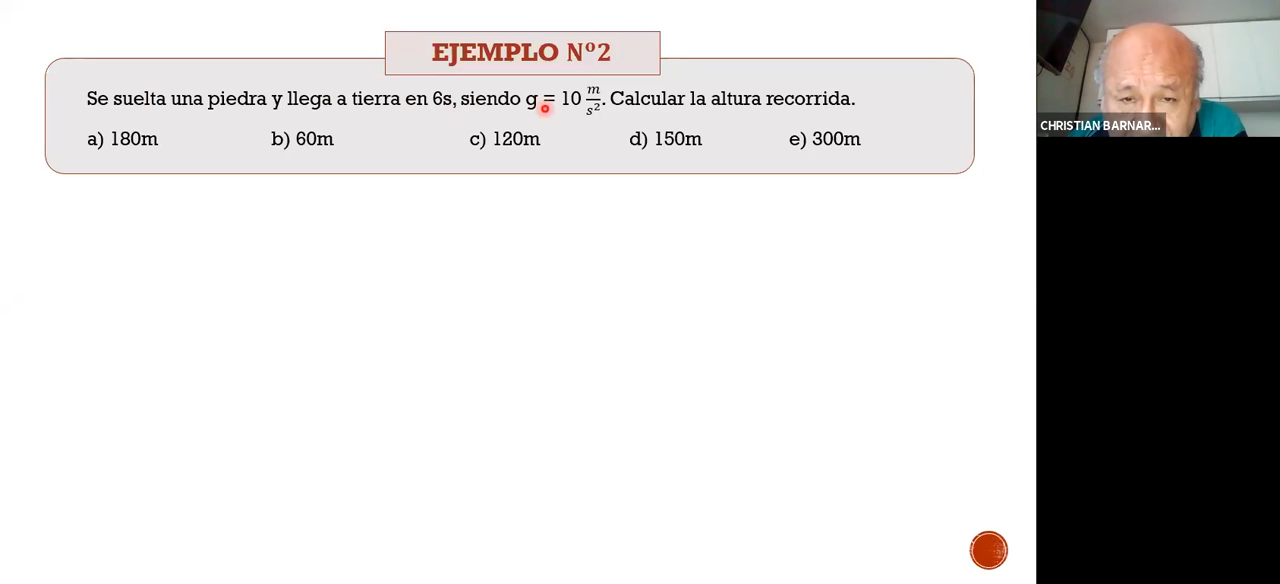 EJEMPLO Nº2
Se suelta una piedra y llega a tierra en 6s, siendo g = 10 m/s². Calcular la altura recorrida.
a) 180m b) 60m c) 120m d) 150m e) 300m
CHRISTIAN BARNAR...